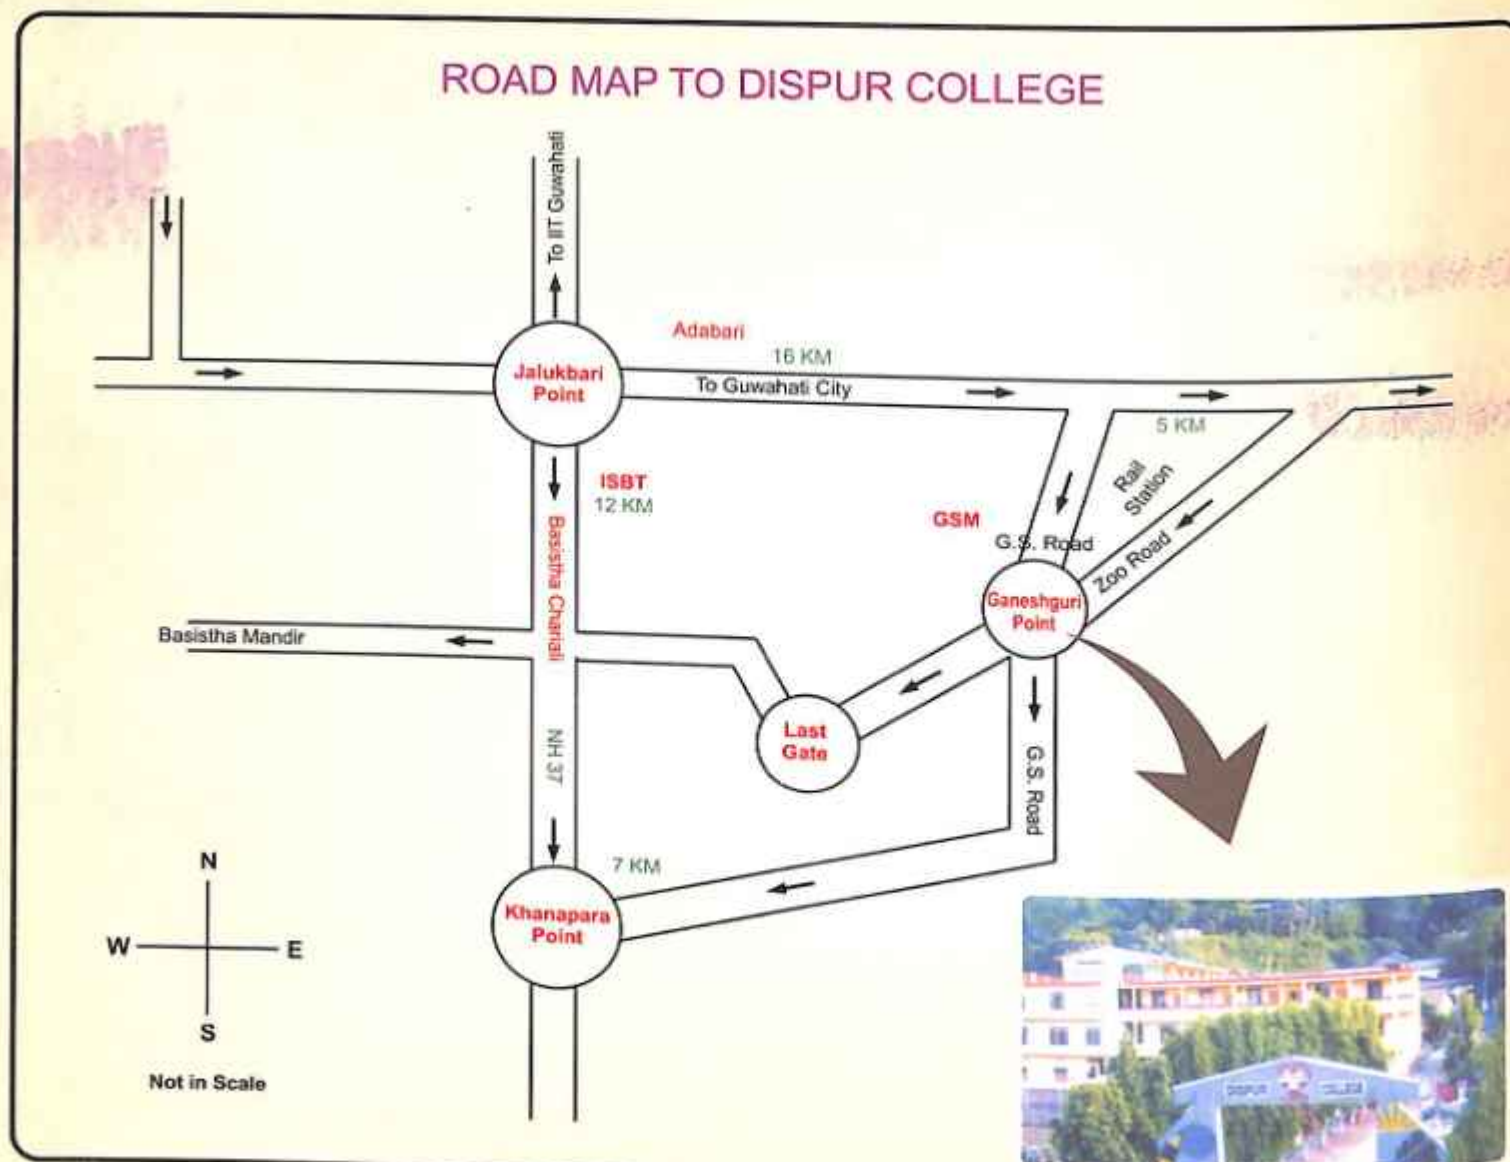 ROAD MAP TO DISPUR COLLEGE
To IIT Guwahati
Adabari
16 KM
Jalukbari
Point
To Guwahati City
5 KM
Rail
Station
ISBT
12 KM
GSM
G.S. Road
Zoo Road
Basistha Chariali
Ganeshguri
Point
Basistha Mandir
Last
Gate
NH 37
G.S. Road
7 KM
Khanapara
Point
N
W
E
S
Not in Scale
DISPUR COLLEGE